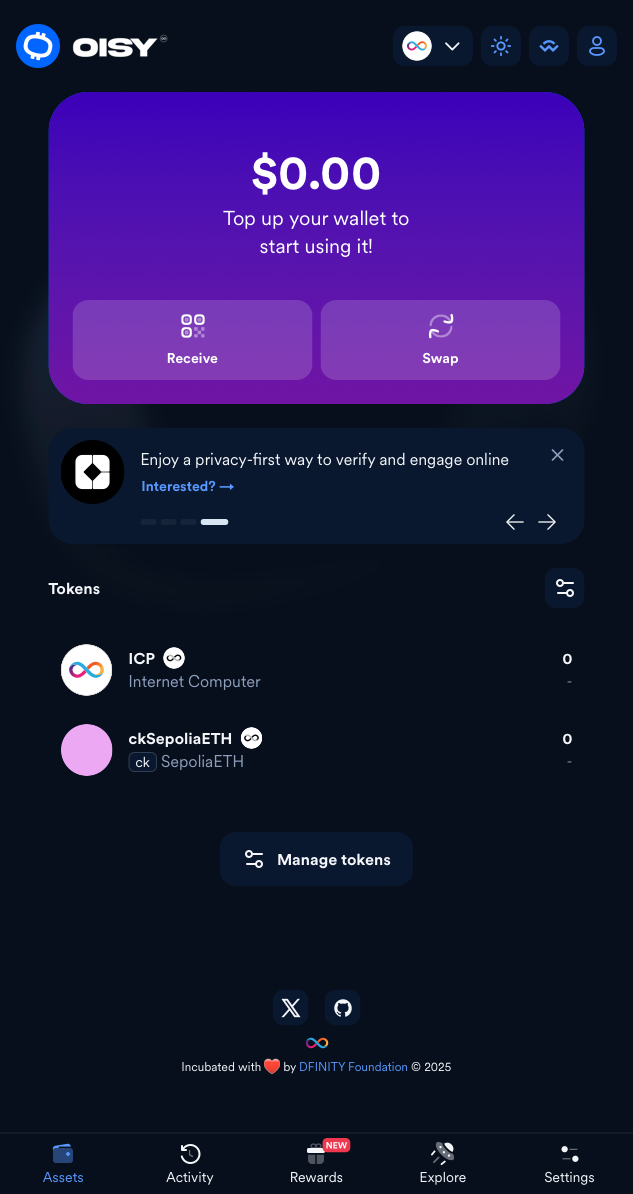 OISY
$0.00
Top up your wallet to
start using it!
Receive
Swap
Enjoy a privacy-first way to verify and engage online
Interested? →
Tokens
ICP
0
Internet Computer
-
ckSepoliaETH
0
ck SepoliaETH
-
Manage tokens
Incubated with ❤️ by DFINITY Foundation © 2025
NEW
Assets
Activity
Rewards
Explore
Settings